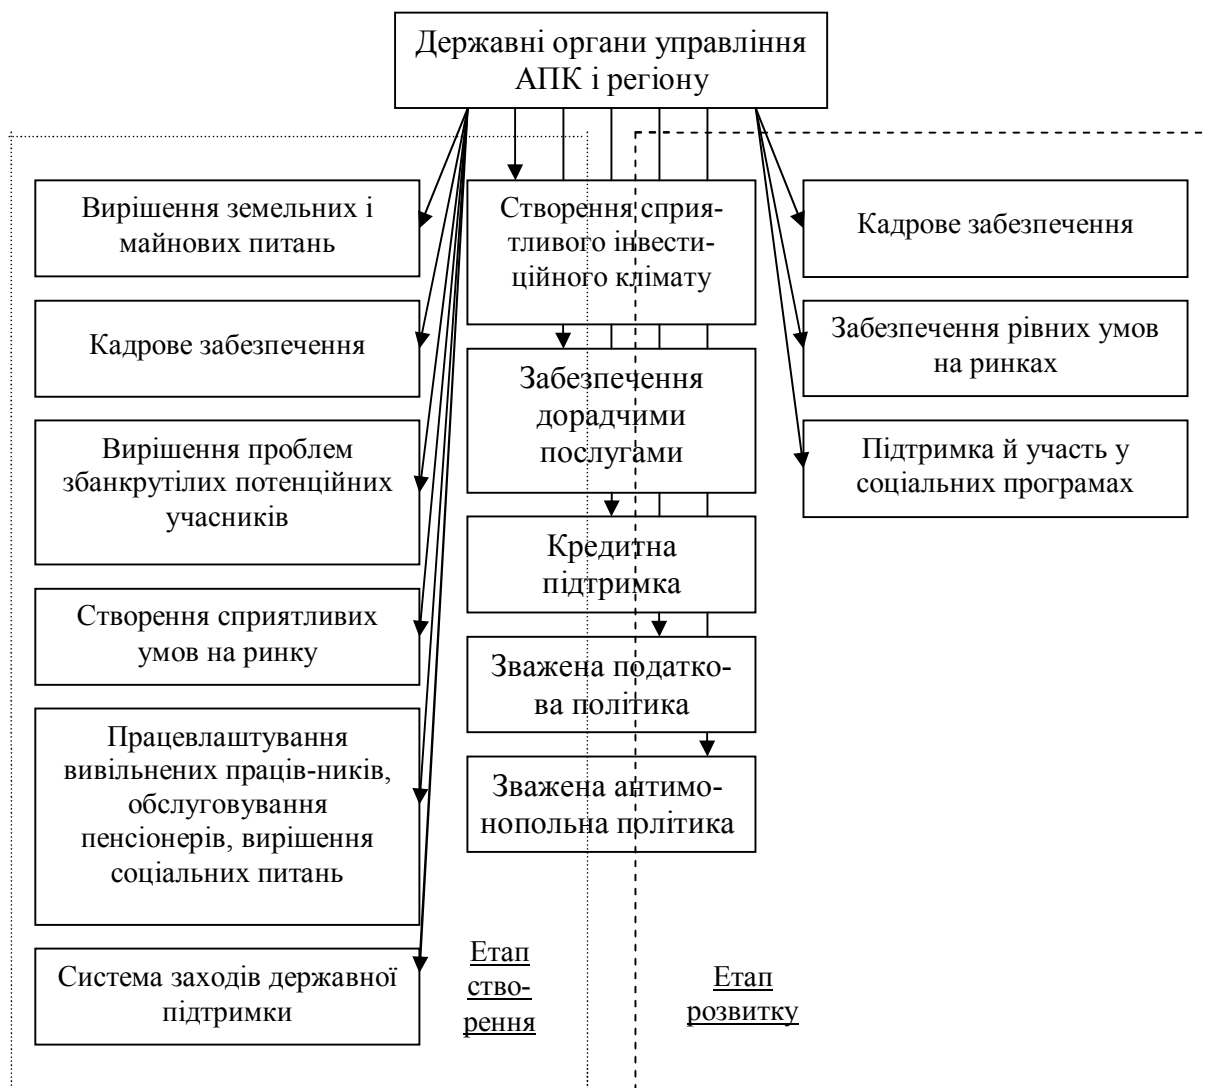 Державні органи управління
АПК і регіону
Вирішення земельних і
майнових питань
Кадрове забезпечення
Вирішення проблем
збанкрутілих потенційних
учасників
Створення сприятливих
умов на ринку
Працевлаштування
вивільнених праців-ників,
обслуговування
пенсіонерів, вирішення
соціальних питань
Система заходів державної
підтримки
Створення сприя-
тливого інвести-
ційного клімату
Забезпечення
дорадчими
послугами
Кредитна
підтримка
Зважена податко-
ва політика
Зважена антимо-
нопольна політика
Кадрове забезпечення
Забезпечення рівних умов
на ринках
Підтримка й участь у
соціальних програмах
Етап
ство-
рення
Етап
розвитку